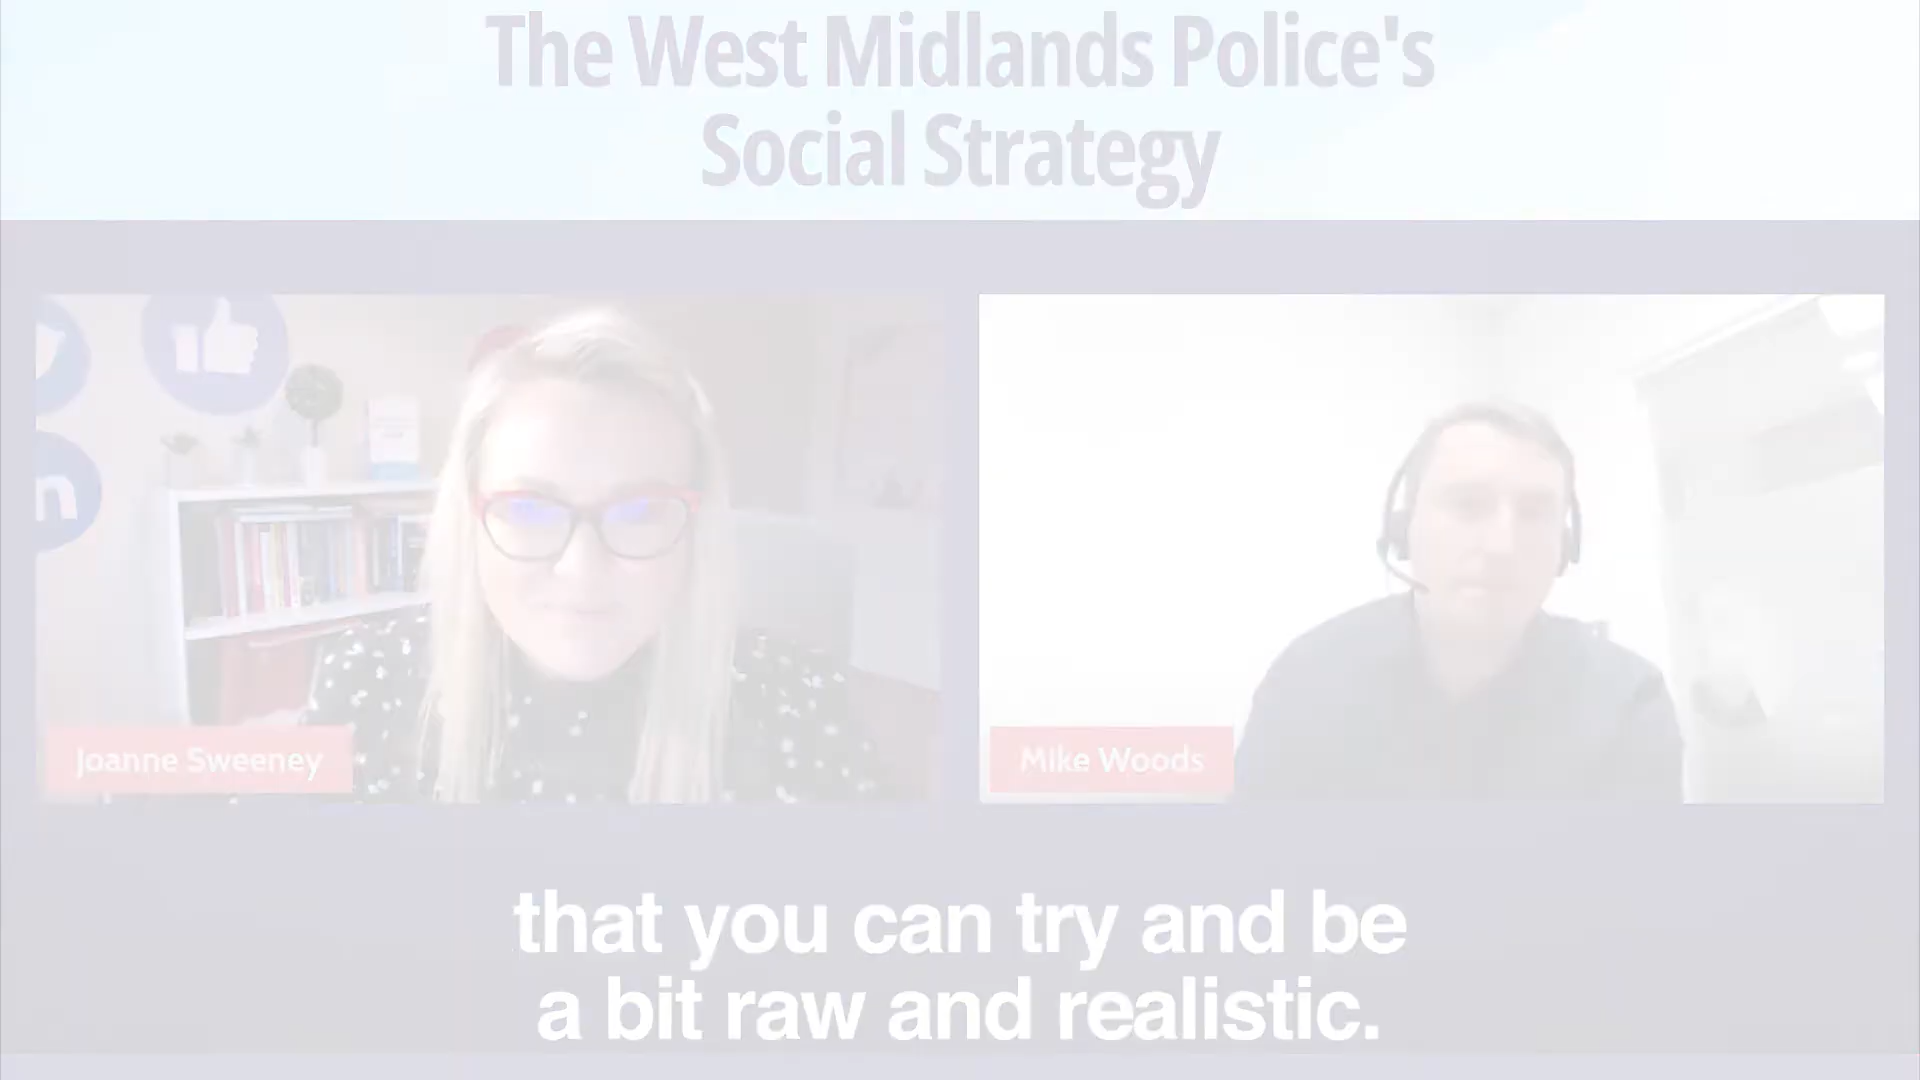 The West Midlands Police's
Social Strategy
in
Joanne Sweeney
Mike Woods
that you can try and be
a bit raw and realistic.